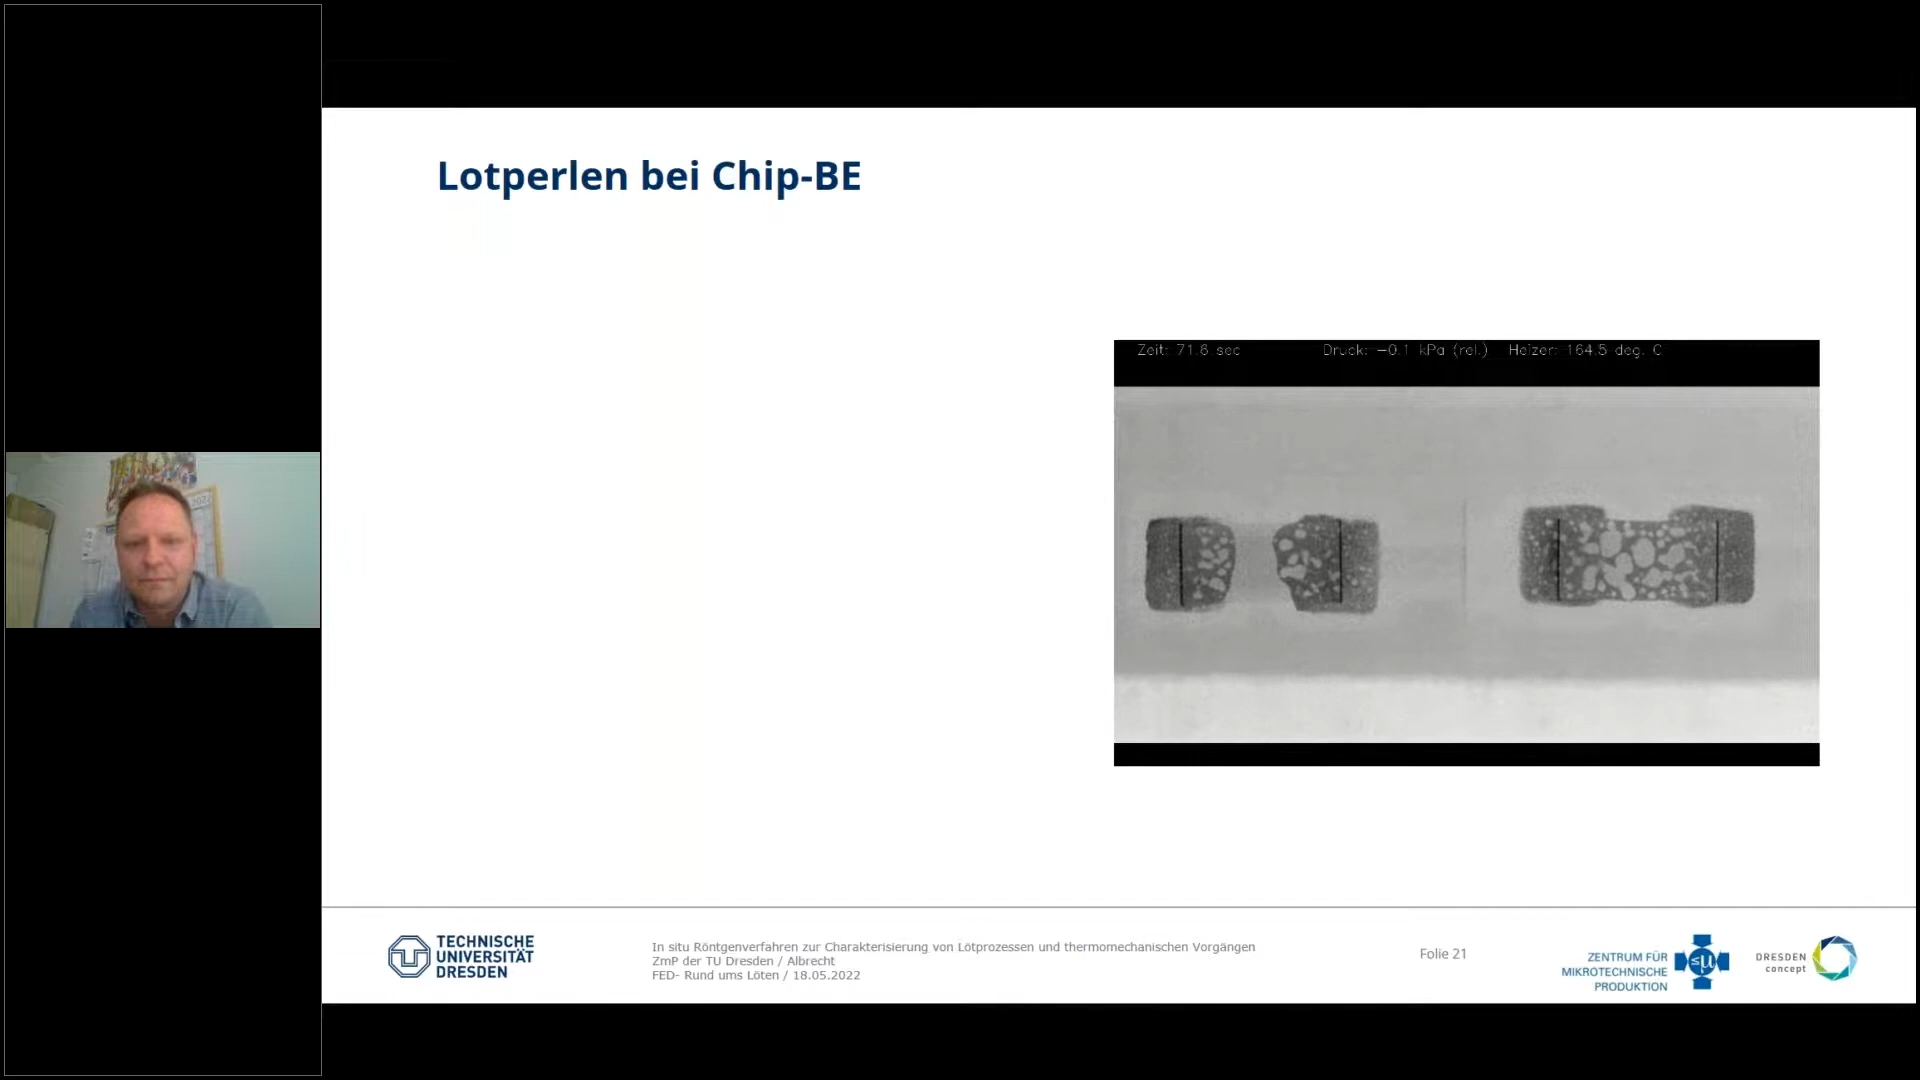 Lotperlen bei Chip-BE
Zeit: 71.6 sec Druck: −0.1 kPa (rel.) Heizer: 164.5 deg. C
2022
TECHNISCHE
UNIVERSITÄT
DRESDEN
In situ Röntgenverfahren zur Charakterisierung von Lötprozessen und thermomechanischen Vorgängen
ZmP der TU Dresden / Albrecht
FED- Rund ums Löten / 18.05.2022
Folie 21
ZENTRUM FÜR
MIKROTECHNISCHE
PRODUKTION
DRESDEN
concept